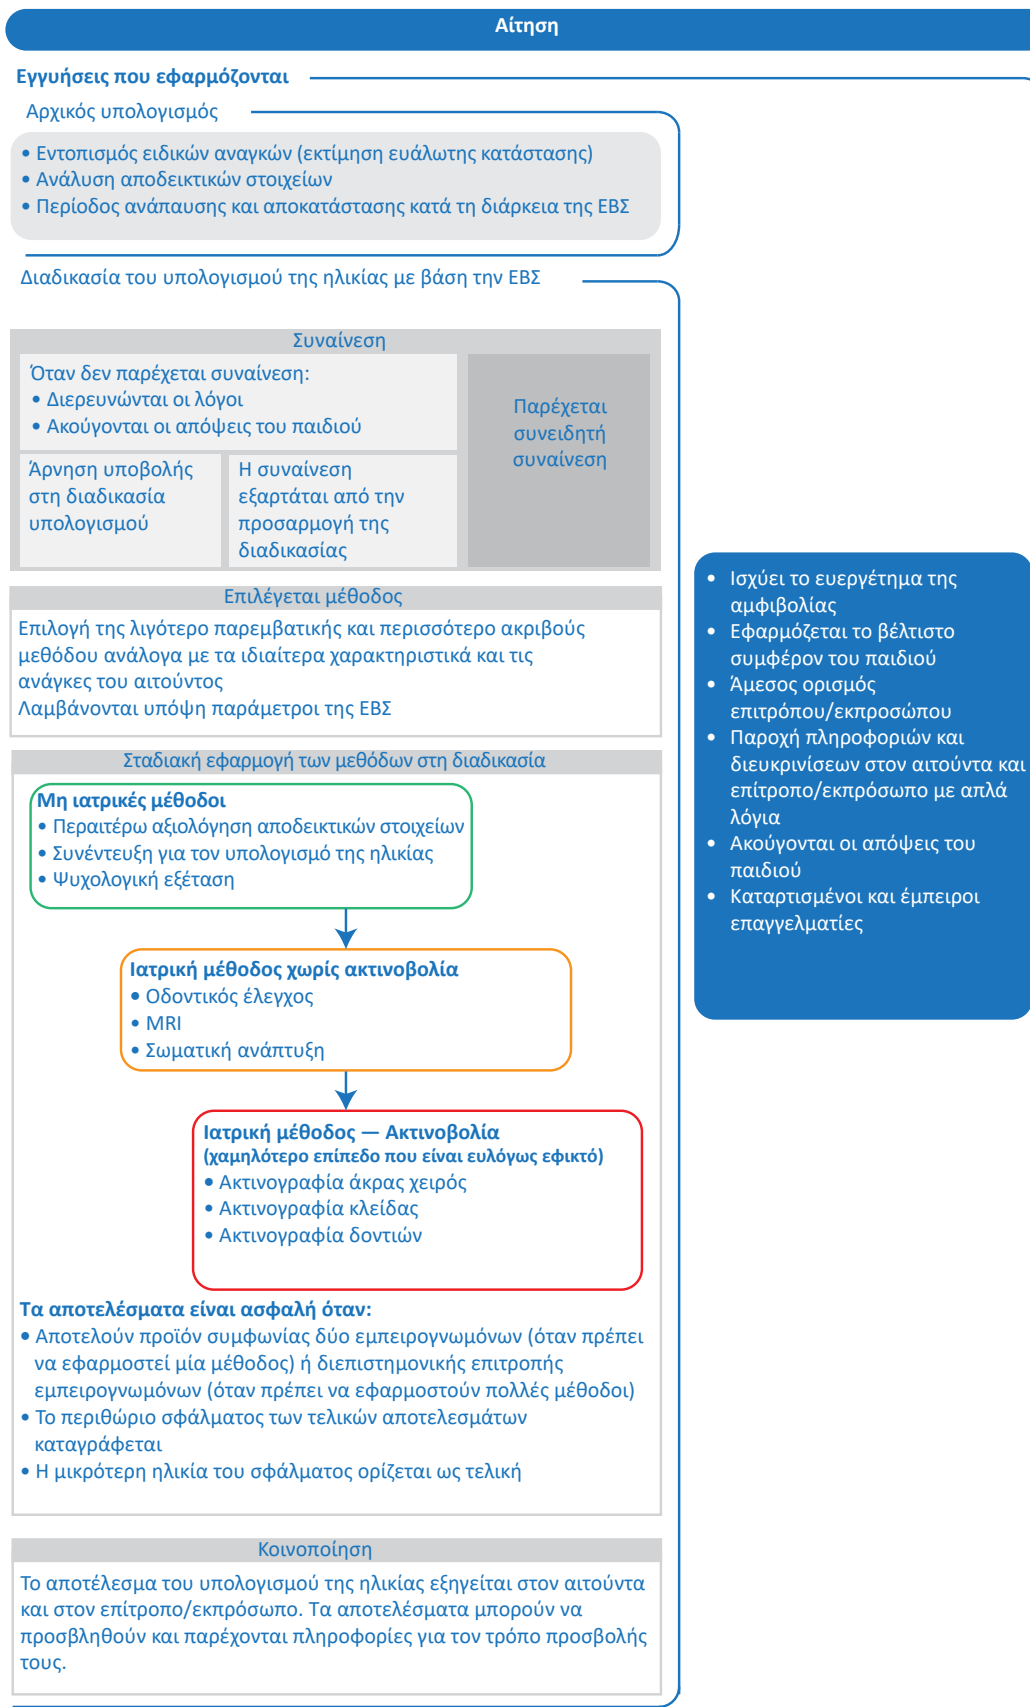 Αίτηση
Εγγυήσεις που εφαρμόζονται
Αρχικός υπολογισμός
• Εντοπισμός ειδικών αναγκών (εκτίμηση ευάλωτης κατάστασης)
• Ανάλυση αποδεικτικών στοιχείων
• Περίοδος ανάπαυσης και αποκατάστασης κατά τη διάρκεια της ΕΒΣ
Διαδικασία του υπολογισμού της ηλικίας με βάση την ΕΒΣ
Συναίνεση
Όταν δεν παρέχεται συναίνεση:
• Διερευνώνται οι λόγοι
• Ακούγονται οι απόψεις του παιδιού
Άρνηση υποβολής
στη διαδικασία
υπολογισμού
Η συναίνεση
εξαρτάται από την
προσαρμογή της
διαδικασίας
Παρέχεται
συνειδητή
συναίνεση
Επιλέγεται μέθοδος
Επιλογή της λιγότερο παρεμβατικής και περισσότερο ακριβούς
μεθόδου ανάλογα με τα ιδιαίτερα χαρακτηριστικά και τις
ανάγκες του αιτούντος
Λαμβάνονται υπόψη παράμετροι της ΕΒΣ
Σταδιακή εφαρμογή των μεθόδων στη διαδικασία
Μη ιατρικές μέθοδοι
• Περαιτέρω αξιολόγηση αποδεικτικών στοιχείων
• Συνέντευξη για τον υπολογισμό της ηλικίας
• Ψυχολογική εξέταση
Ιατρική μέθοδος χωρίς ακτινοβολία
• Οδοντικός έλεγχος
• MRI
• Σωματική ανάπτυξη
Ιατρική μέθοδος — Ακτινοβολία
(χαμηλότερο επίπεδο που είναι ευλόγως εφικτό)
• Ακτινογραφία άκρας χειρός
• Ακτινογραφία κλείδας
• Ακτινογραφία δοντιών
Τα αποτελέσματα είναι ασφαλή όταν:
• Αποτελούν προϊόν συμφωνίας δύο εμπειρογνωμόνων (όταν πρέπει
να εφαρμοστεί μία μέθοδος) ή διεπιστημονικής επιτροπής
εμπειρογνωμόνων (όταν πρέπει να εφαρμοστούν πολλές μέθοδοι)
• Το περιθώριο σφάλματος των τελικών αποτελεσμάτων
καταγράφεται
• Η μικρότερη ηλικία του σφάλματος ορίζεται ως τελική
Κοινοποίηση
Το αποτέλεσμα του υπολογισμού της ηλικίας εξηγείται στον αιτούντα
και στον επίτροπο/εκπρόσωπο. Τα αποτελέσματα μπορούν να
προσβληθούν και παρέχονται πληροφορίες για τον τρόπο προσβολής
τους.
• Ισχύει το ευεργέτημα της
αμφιβολίας
• Εφαρμόζεται το βέλτιστο
συμφέρον του παιδιού
• Άμεσος ορισμός
επιτρόπου/εκπροσώπου
• Παροχή πληροφοριών και
διευκρινίσεων στον αιτούντα και
επίτροπο/εκπρόσωπο με απλά
λόγια
• Ακούγονται οι απόψεις του
παιδιού
• Καταρτισμένοι και έμπειροι
επαγγελματίες